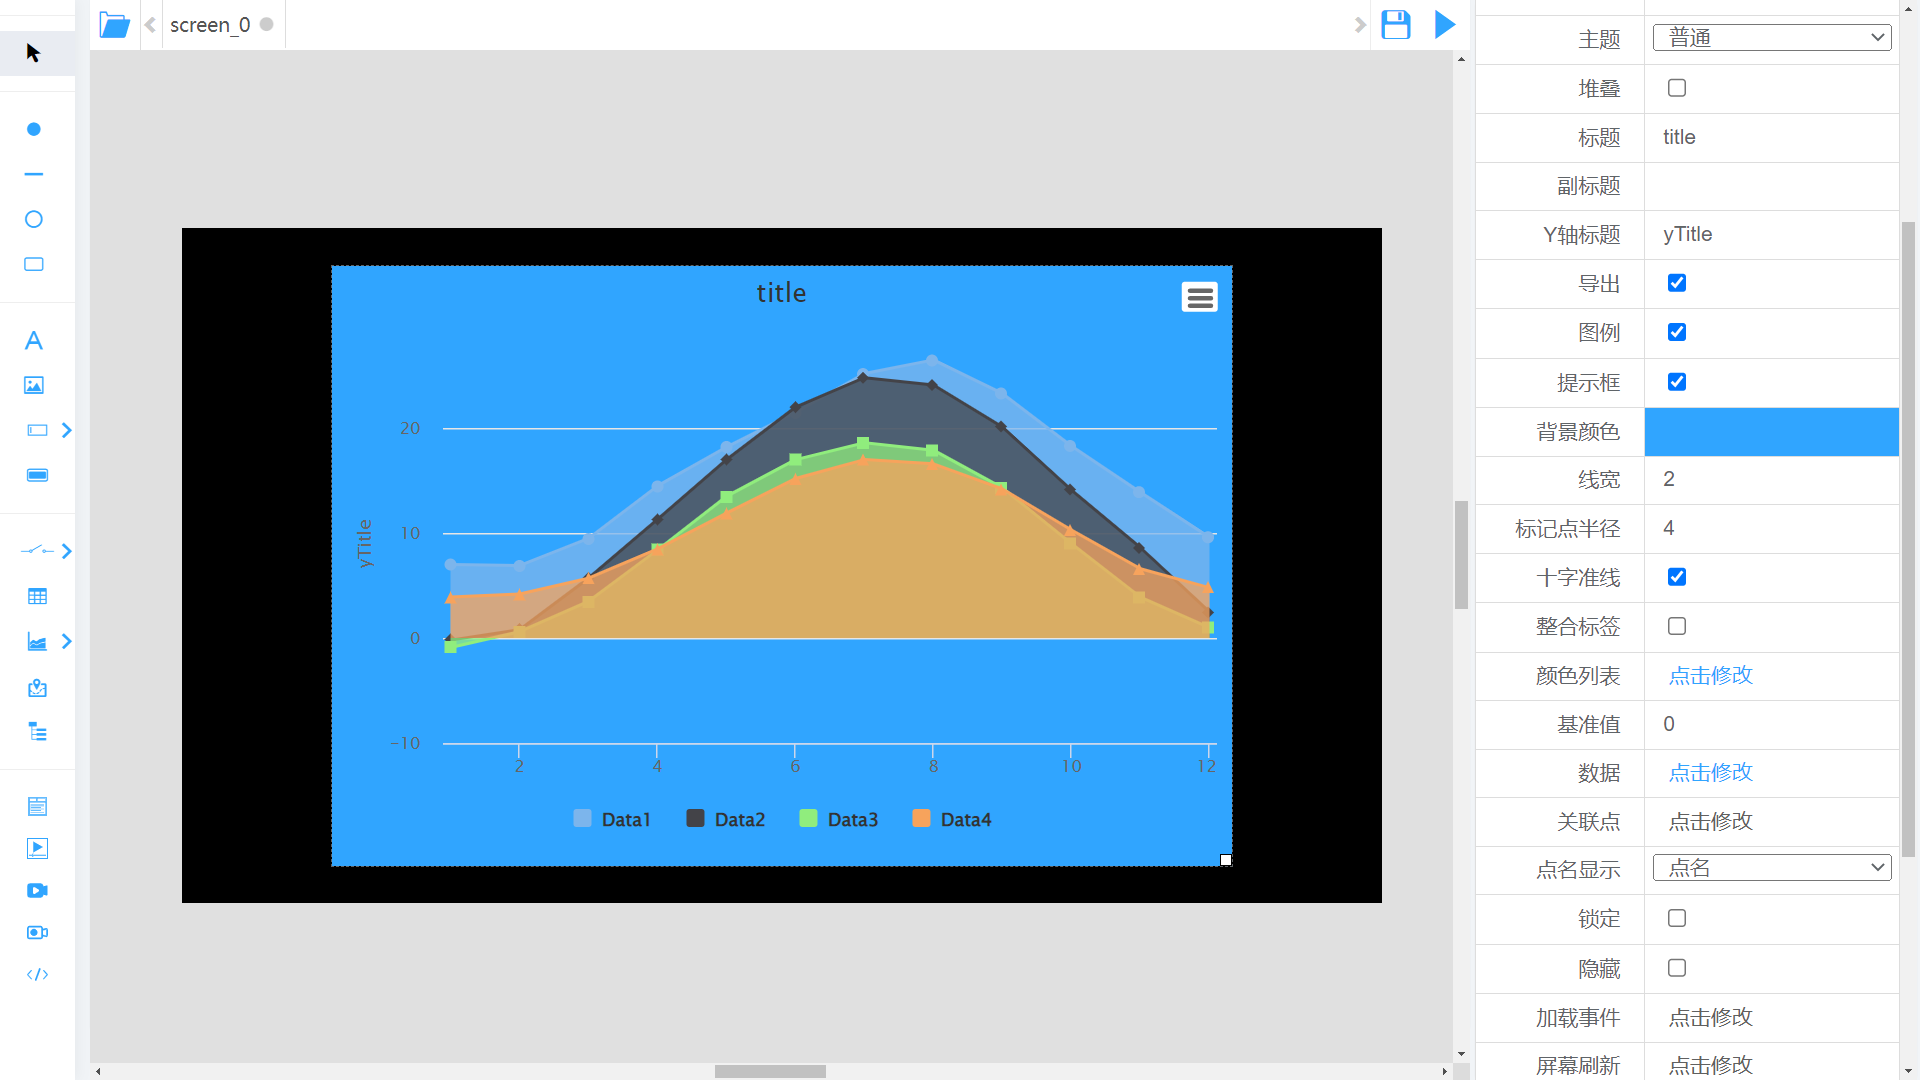 screen_0
title
20
10
0
−10
yTitle
2
4
6
8
10
12
Data1
Data2
Data3
Data4
主题 普通
堆叠
标题 title
副标题
Y轴标题 yTitle
导出
图例
提示框
背景颜色
线宽 2
标记点半径 4
十字准线
整合标签
颜色列表 点击修改
基准值 0
数据 点击修改
关联点 点击修改
点名显示 点名
锁定
隐藏
加载事件 点击修改
屏幕刷新 点击修改